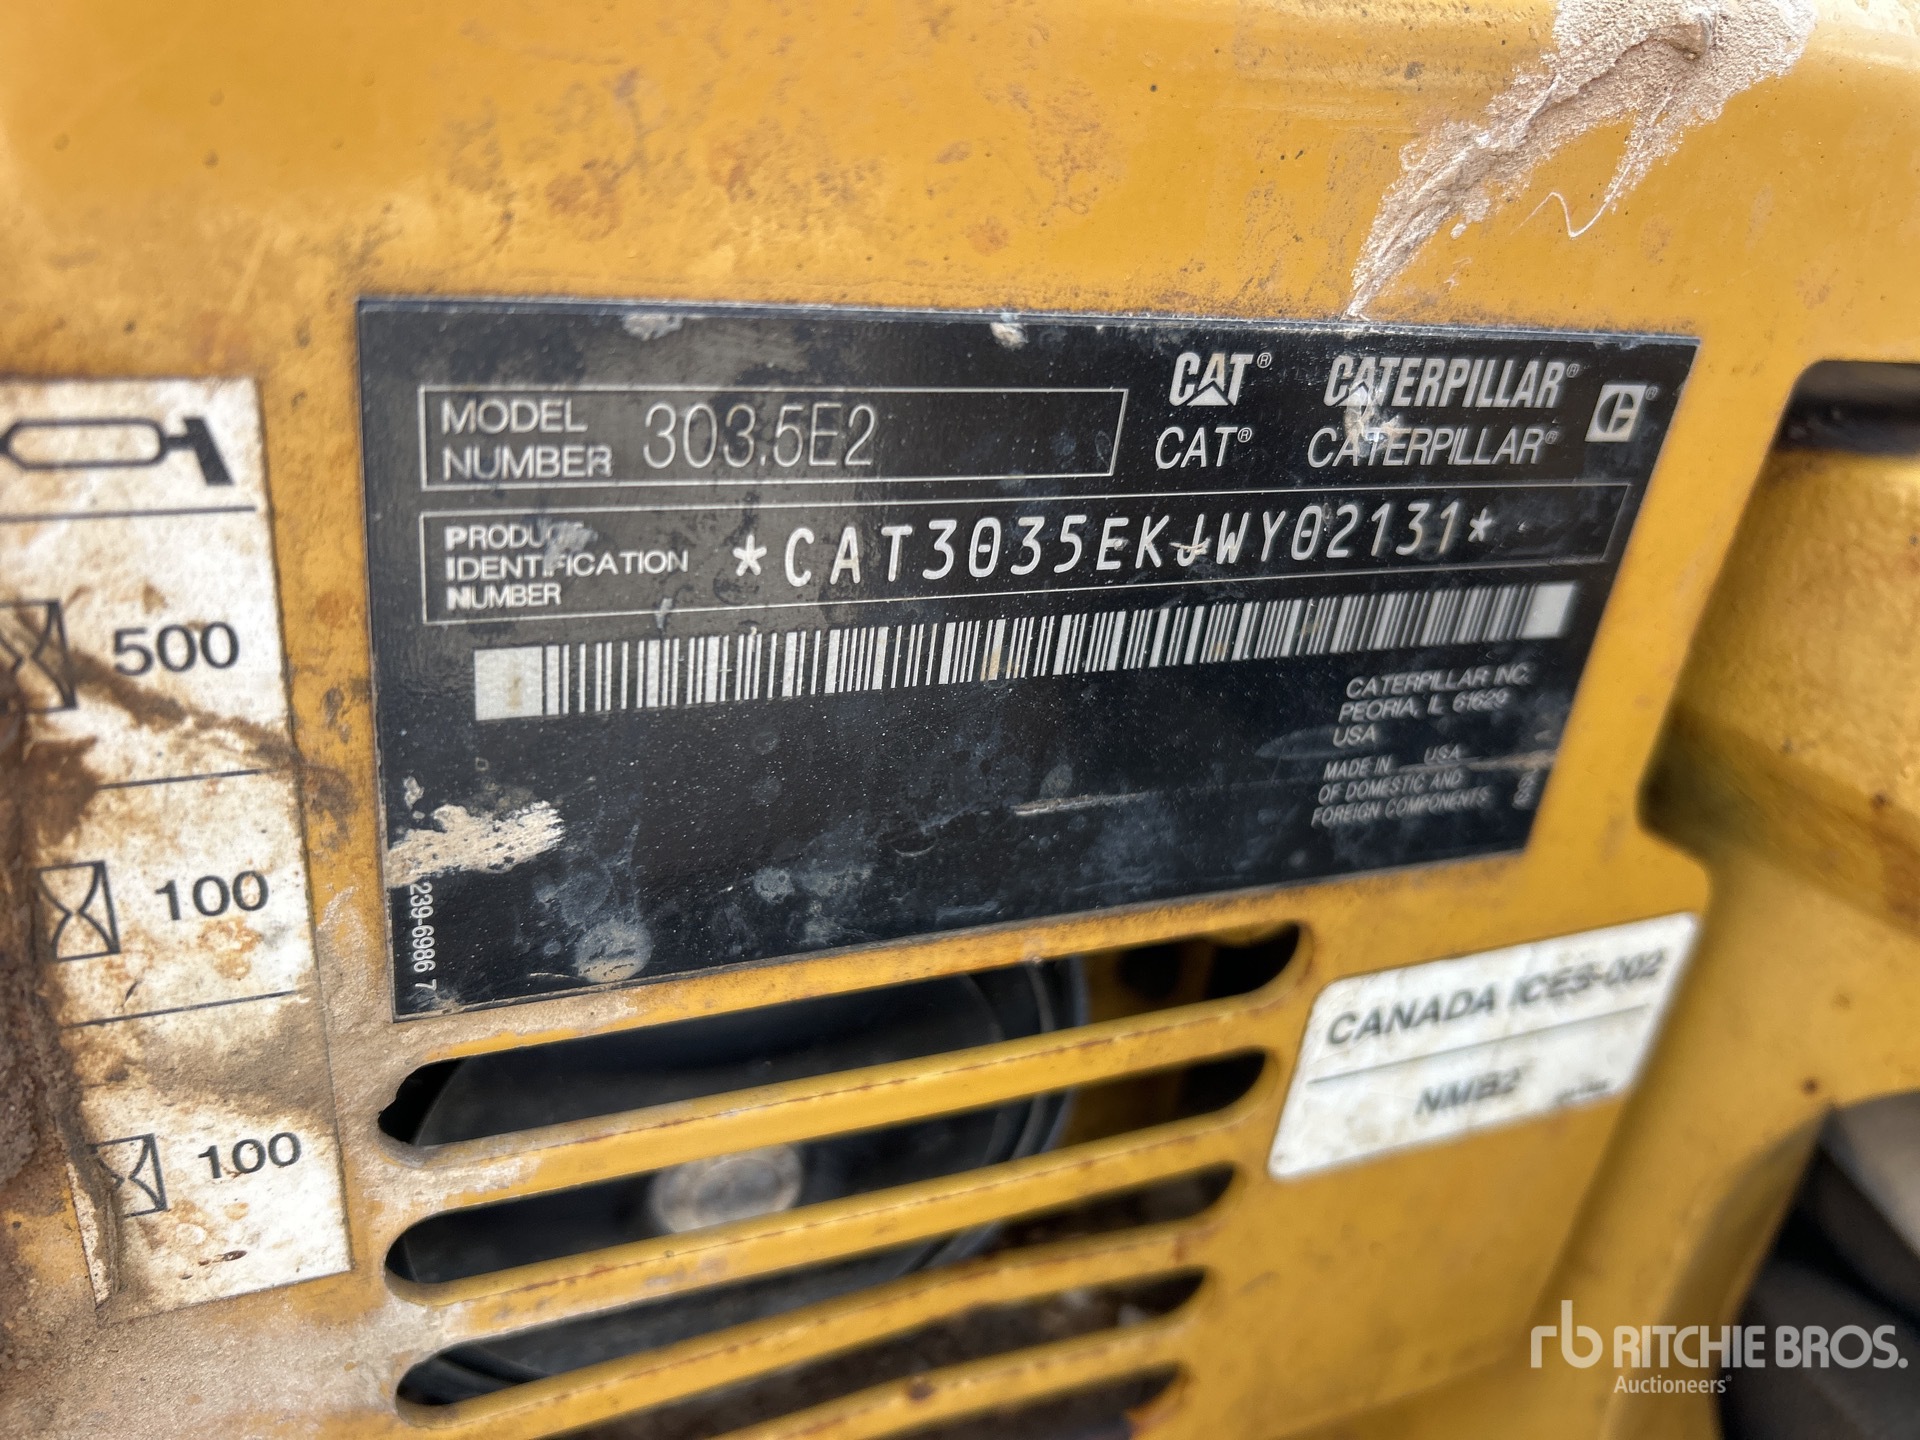 MODEL NUMBER 303.5E2
CAT® CATERPILLAR®
CAT® CATERPILLAR®
PRODUCT IDENTIFICATION NUMBER *CAT3035EKJWY02131*
CATERPILLAR INC.
PEORIA, IL 61629
USA
MADE IN USA
OF DOMESTIC AND
FOREIGN COMPONENTS
239-6986 7
500
100
100
CANADA ICES-002
NMB2
rb RITCHIE BROS.
Auctioneers